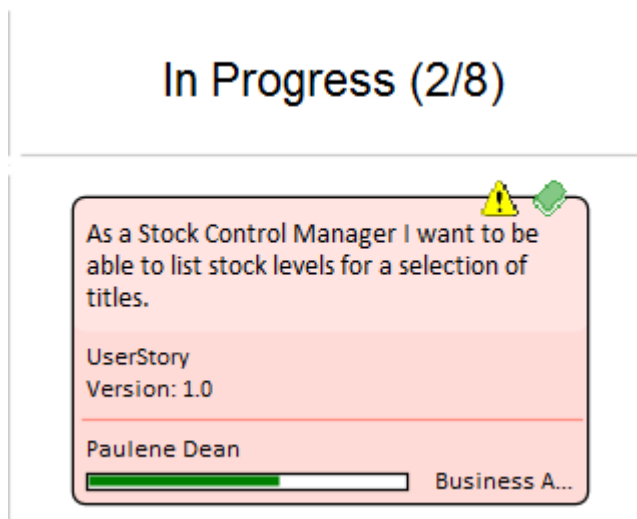 In Progress (2/8)
As a Stock Control Manager I want to be
able to list stock levels for a selection of
titles.
UserStory
Version: 1.0
Paulene Dean
Business A...